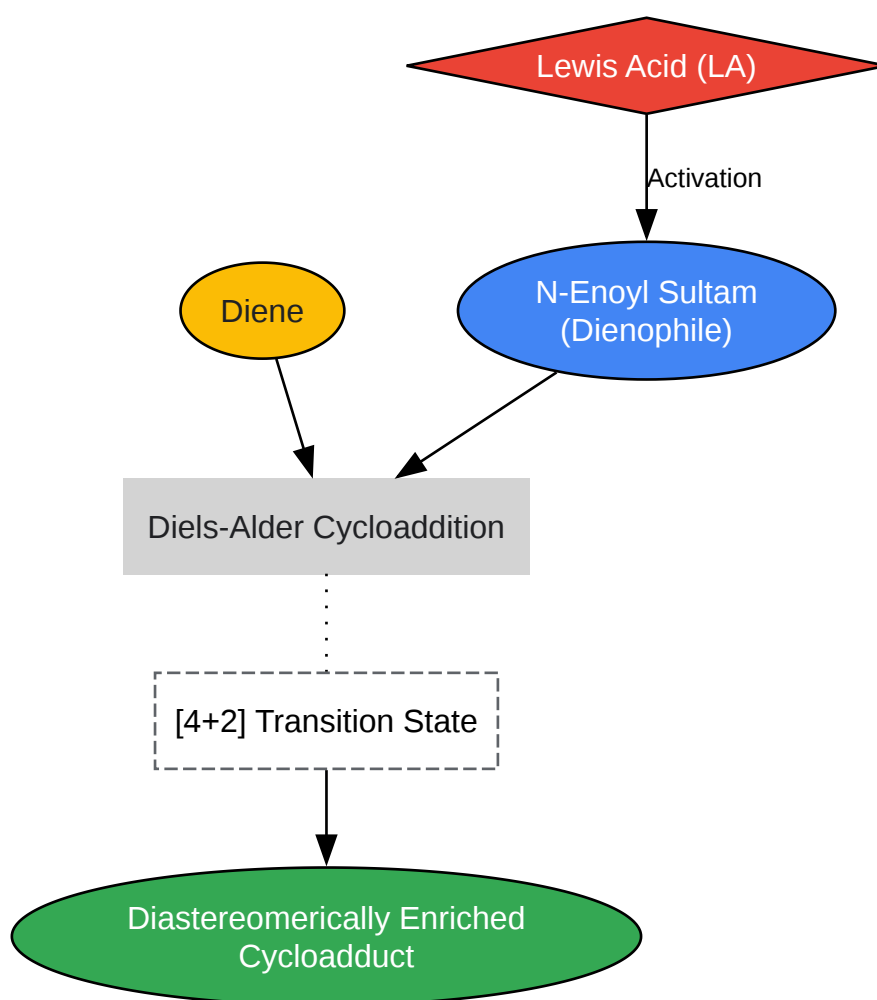 Lewis Acid (LA)
Activation
N-Enoyl Sultam
(Dienophile)
Diene
Diels-Alder Cycloaddition
[4+2] Transition State
Diastereomerically Enriched
Cycloadduct